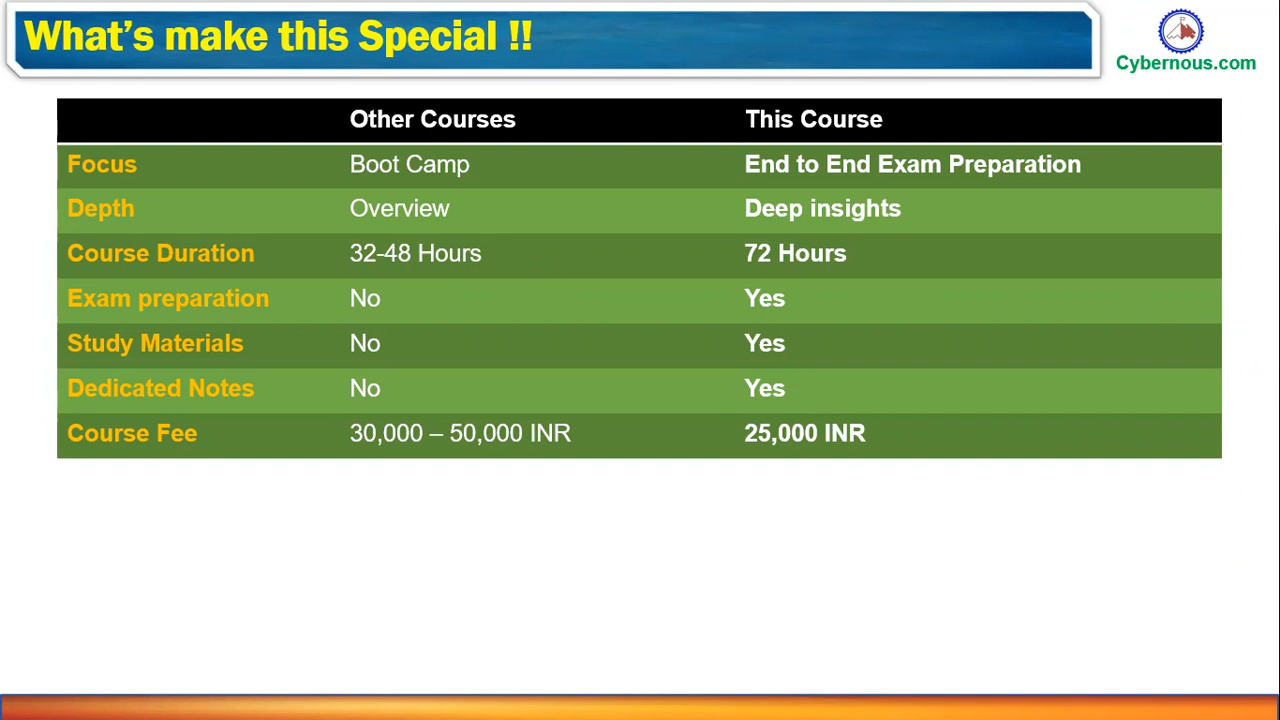 What's make this Special !!
Cybernous.com
Other Courses This Course
Focus Boot Camp End to End Exam Preparation
Depth Overview Deep insights
Course Duration 32-48 Hours 72 Hours
Exam preparation No Yes
Study Materials No Yes
Dedicated Notes No Yes
Course Fee 30,000 – 50,000 INR 25,000 INR